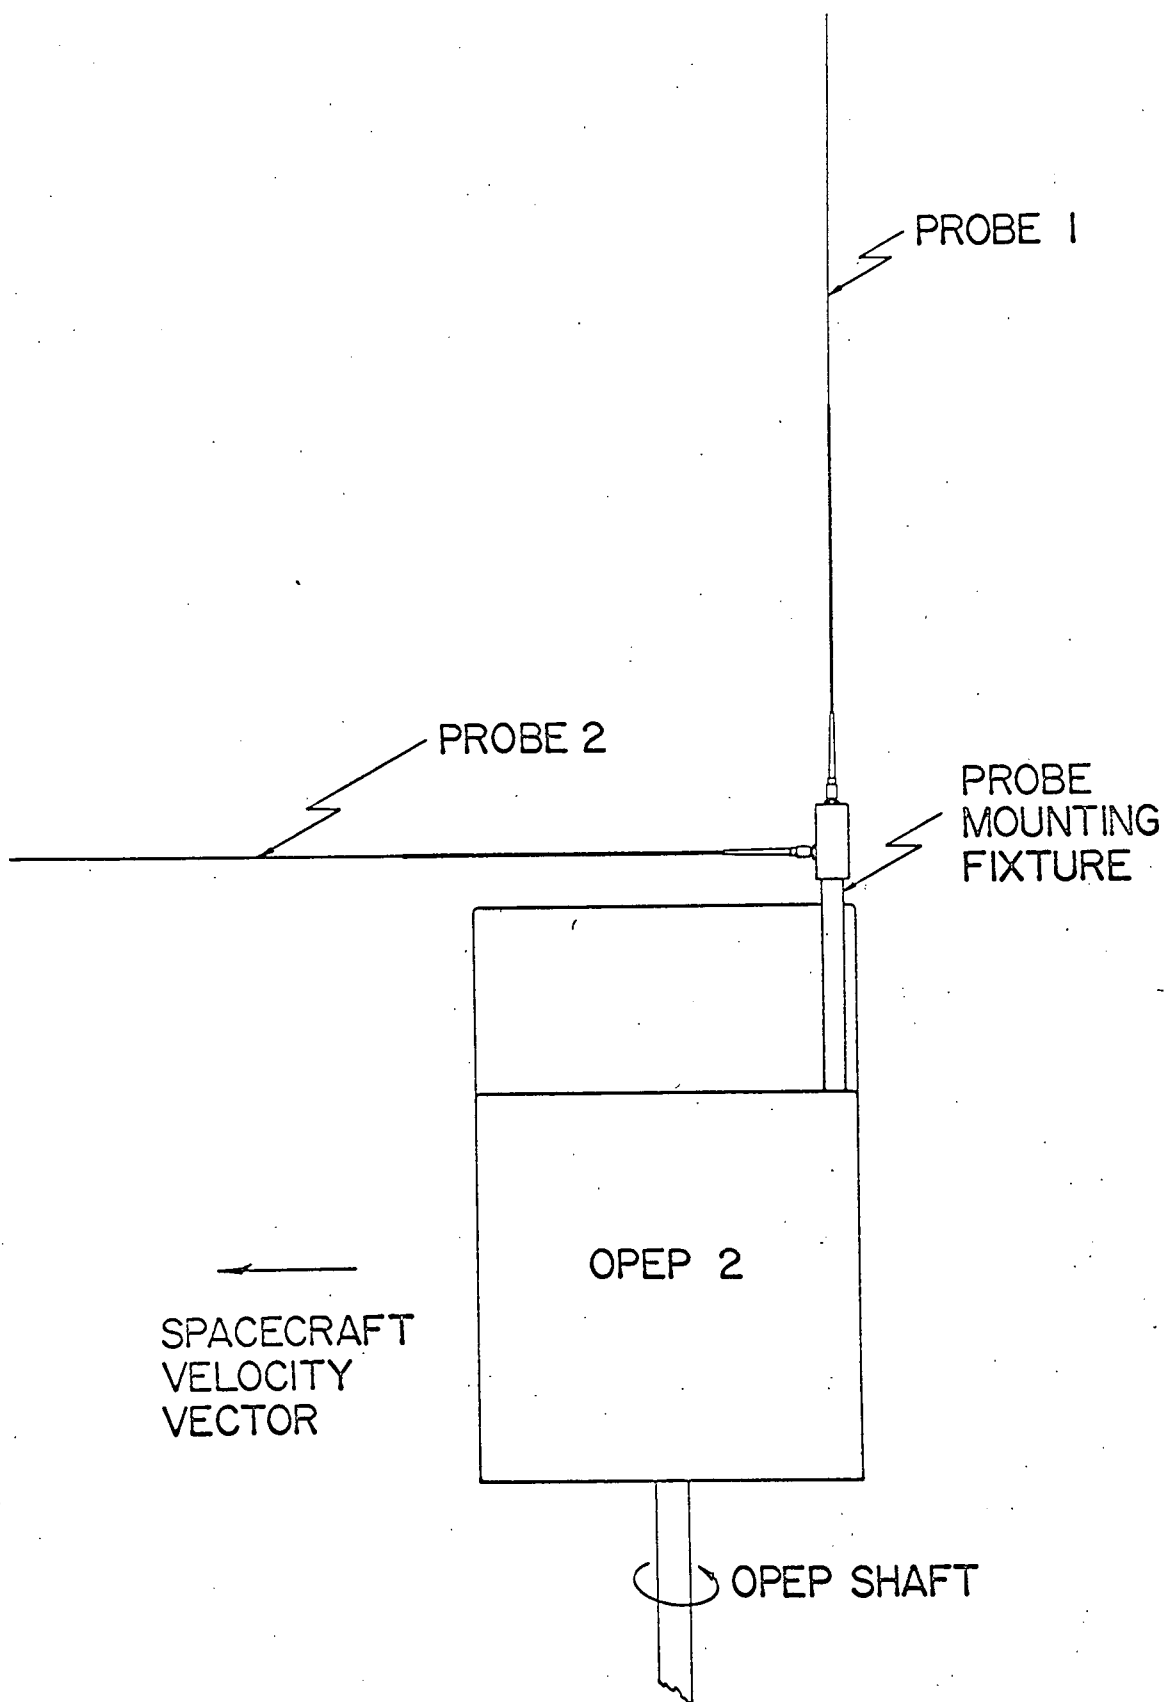 PROBE 1
PROBE 2
PROBE
MOUNTING
FIXTURE
OPEP 2
SPACECRAFT
VELOCITY
VECTOR
OPEP SHAFT